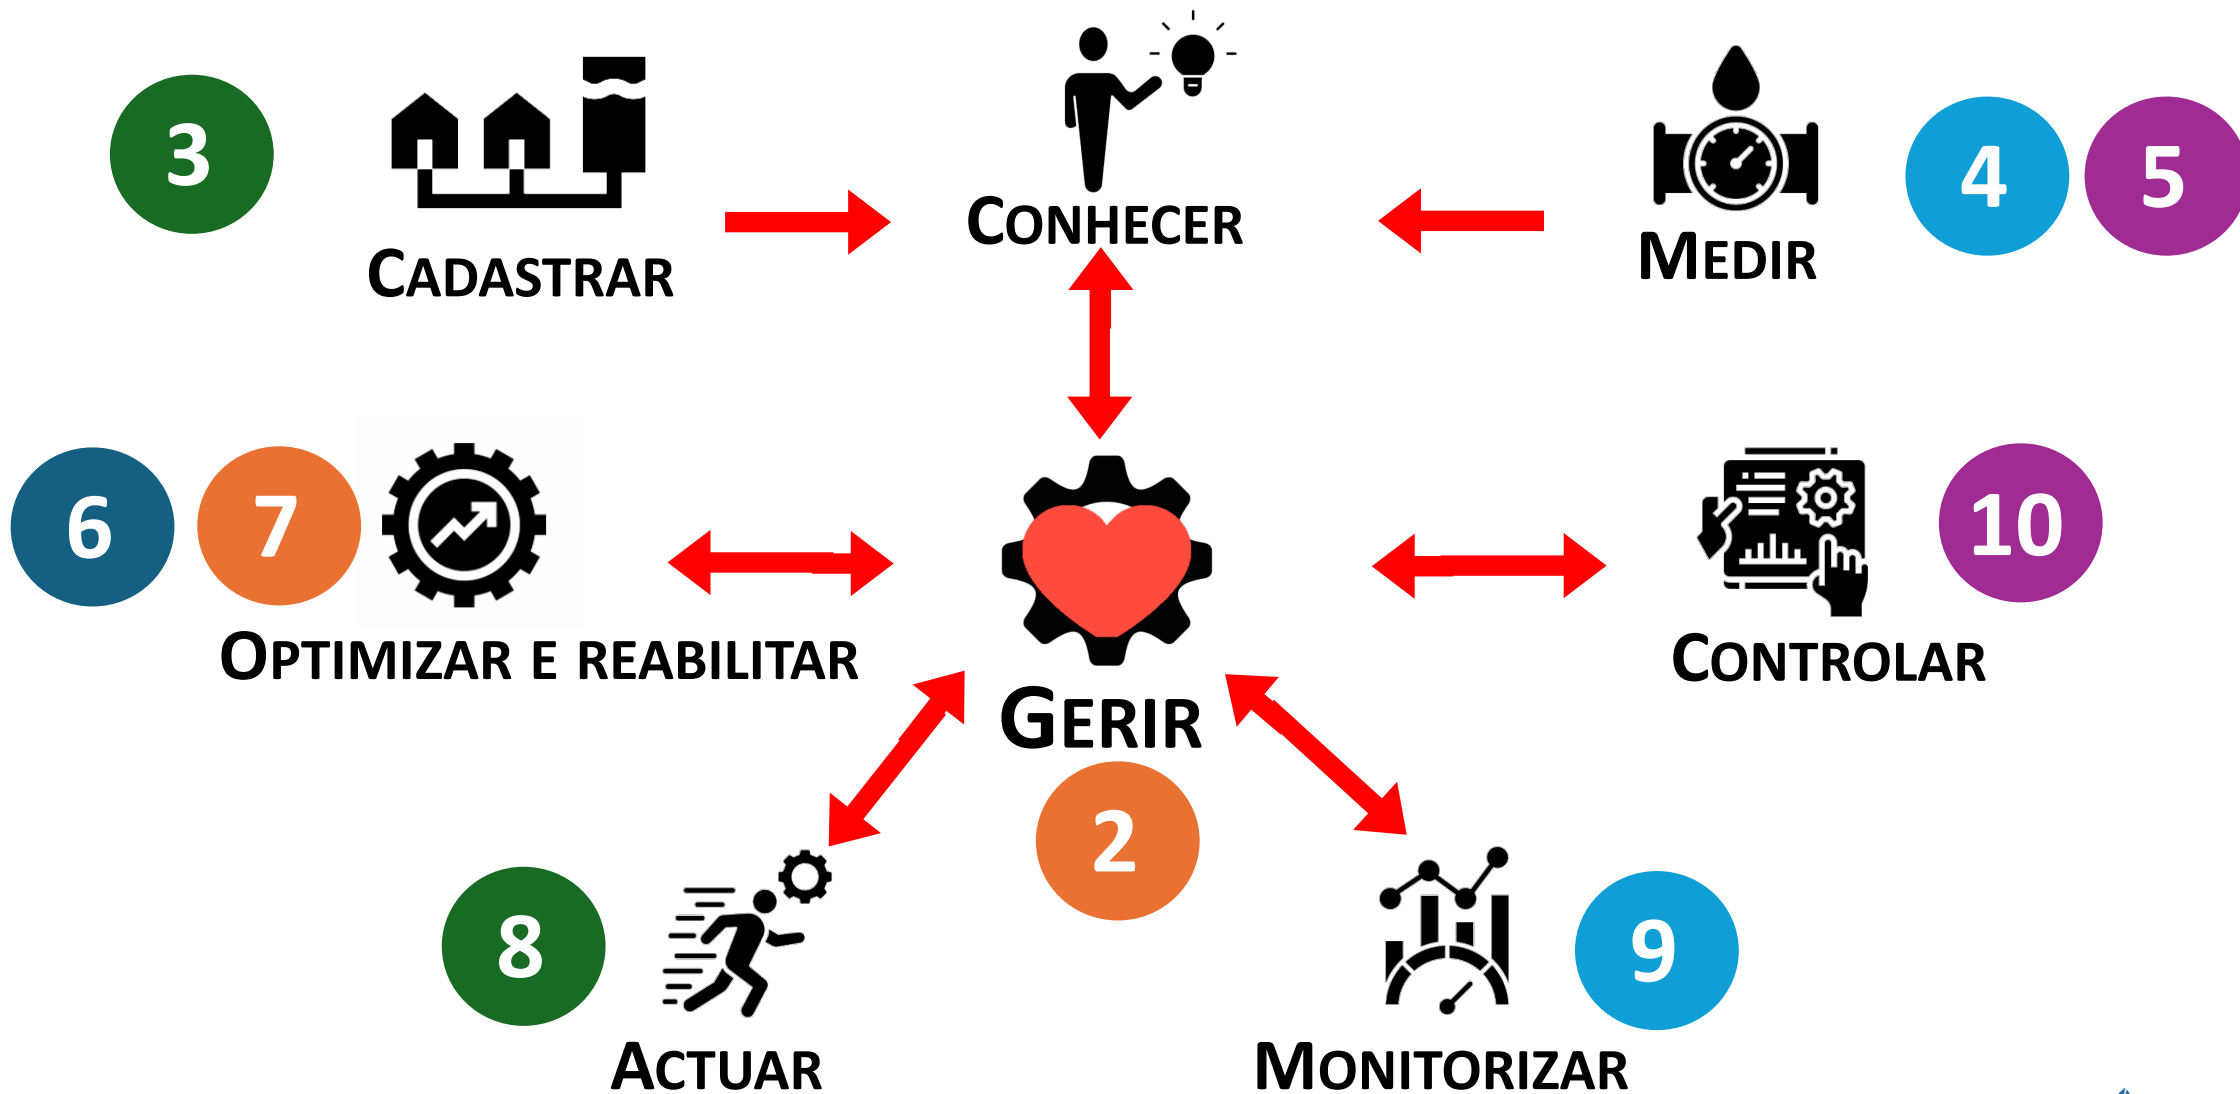 3
CADASTRAR
CONHECER
MEDIR
4
5
6
7
OPTIMIZAR E REABILITAR
GERIR
2
10
CONTROLAR
8
ACTUAR
9
MONITORIZAR